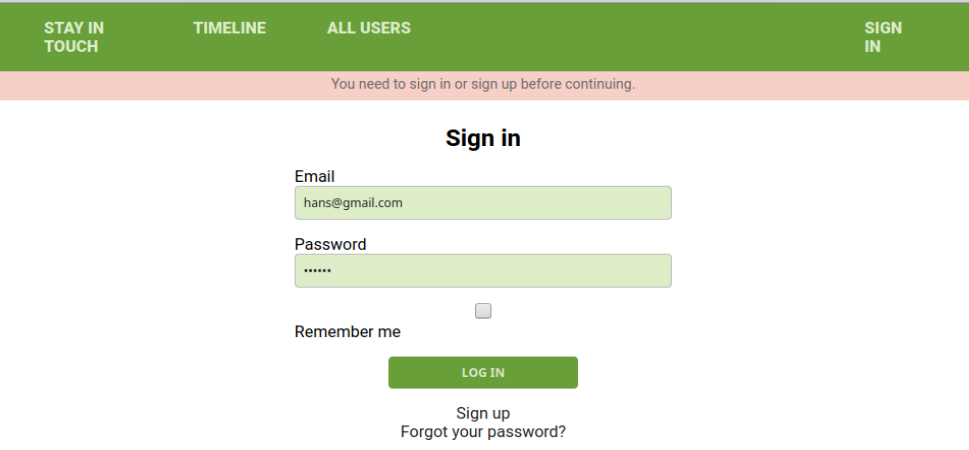 STAY IN TOUCH TIMELINE ALL USERS SIGN IN
You need to sign in or sign up before continuing.
Sign in
Email
hans@gmail.com
Password
••••••
Remember me
LOG IN
Sign up
Forgot your password?